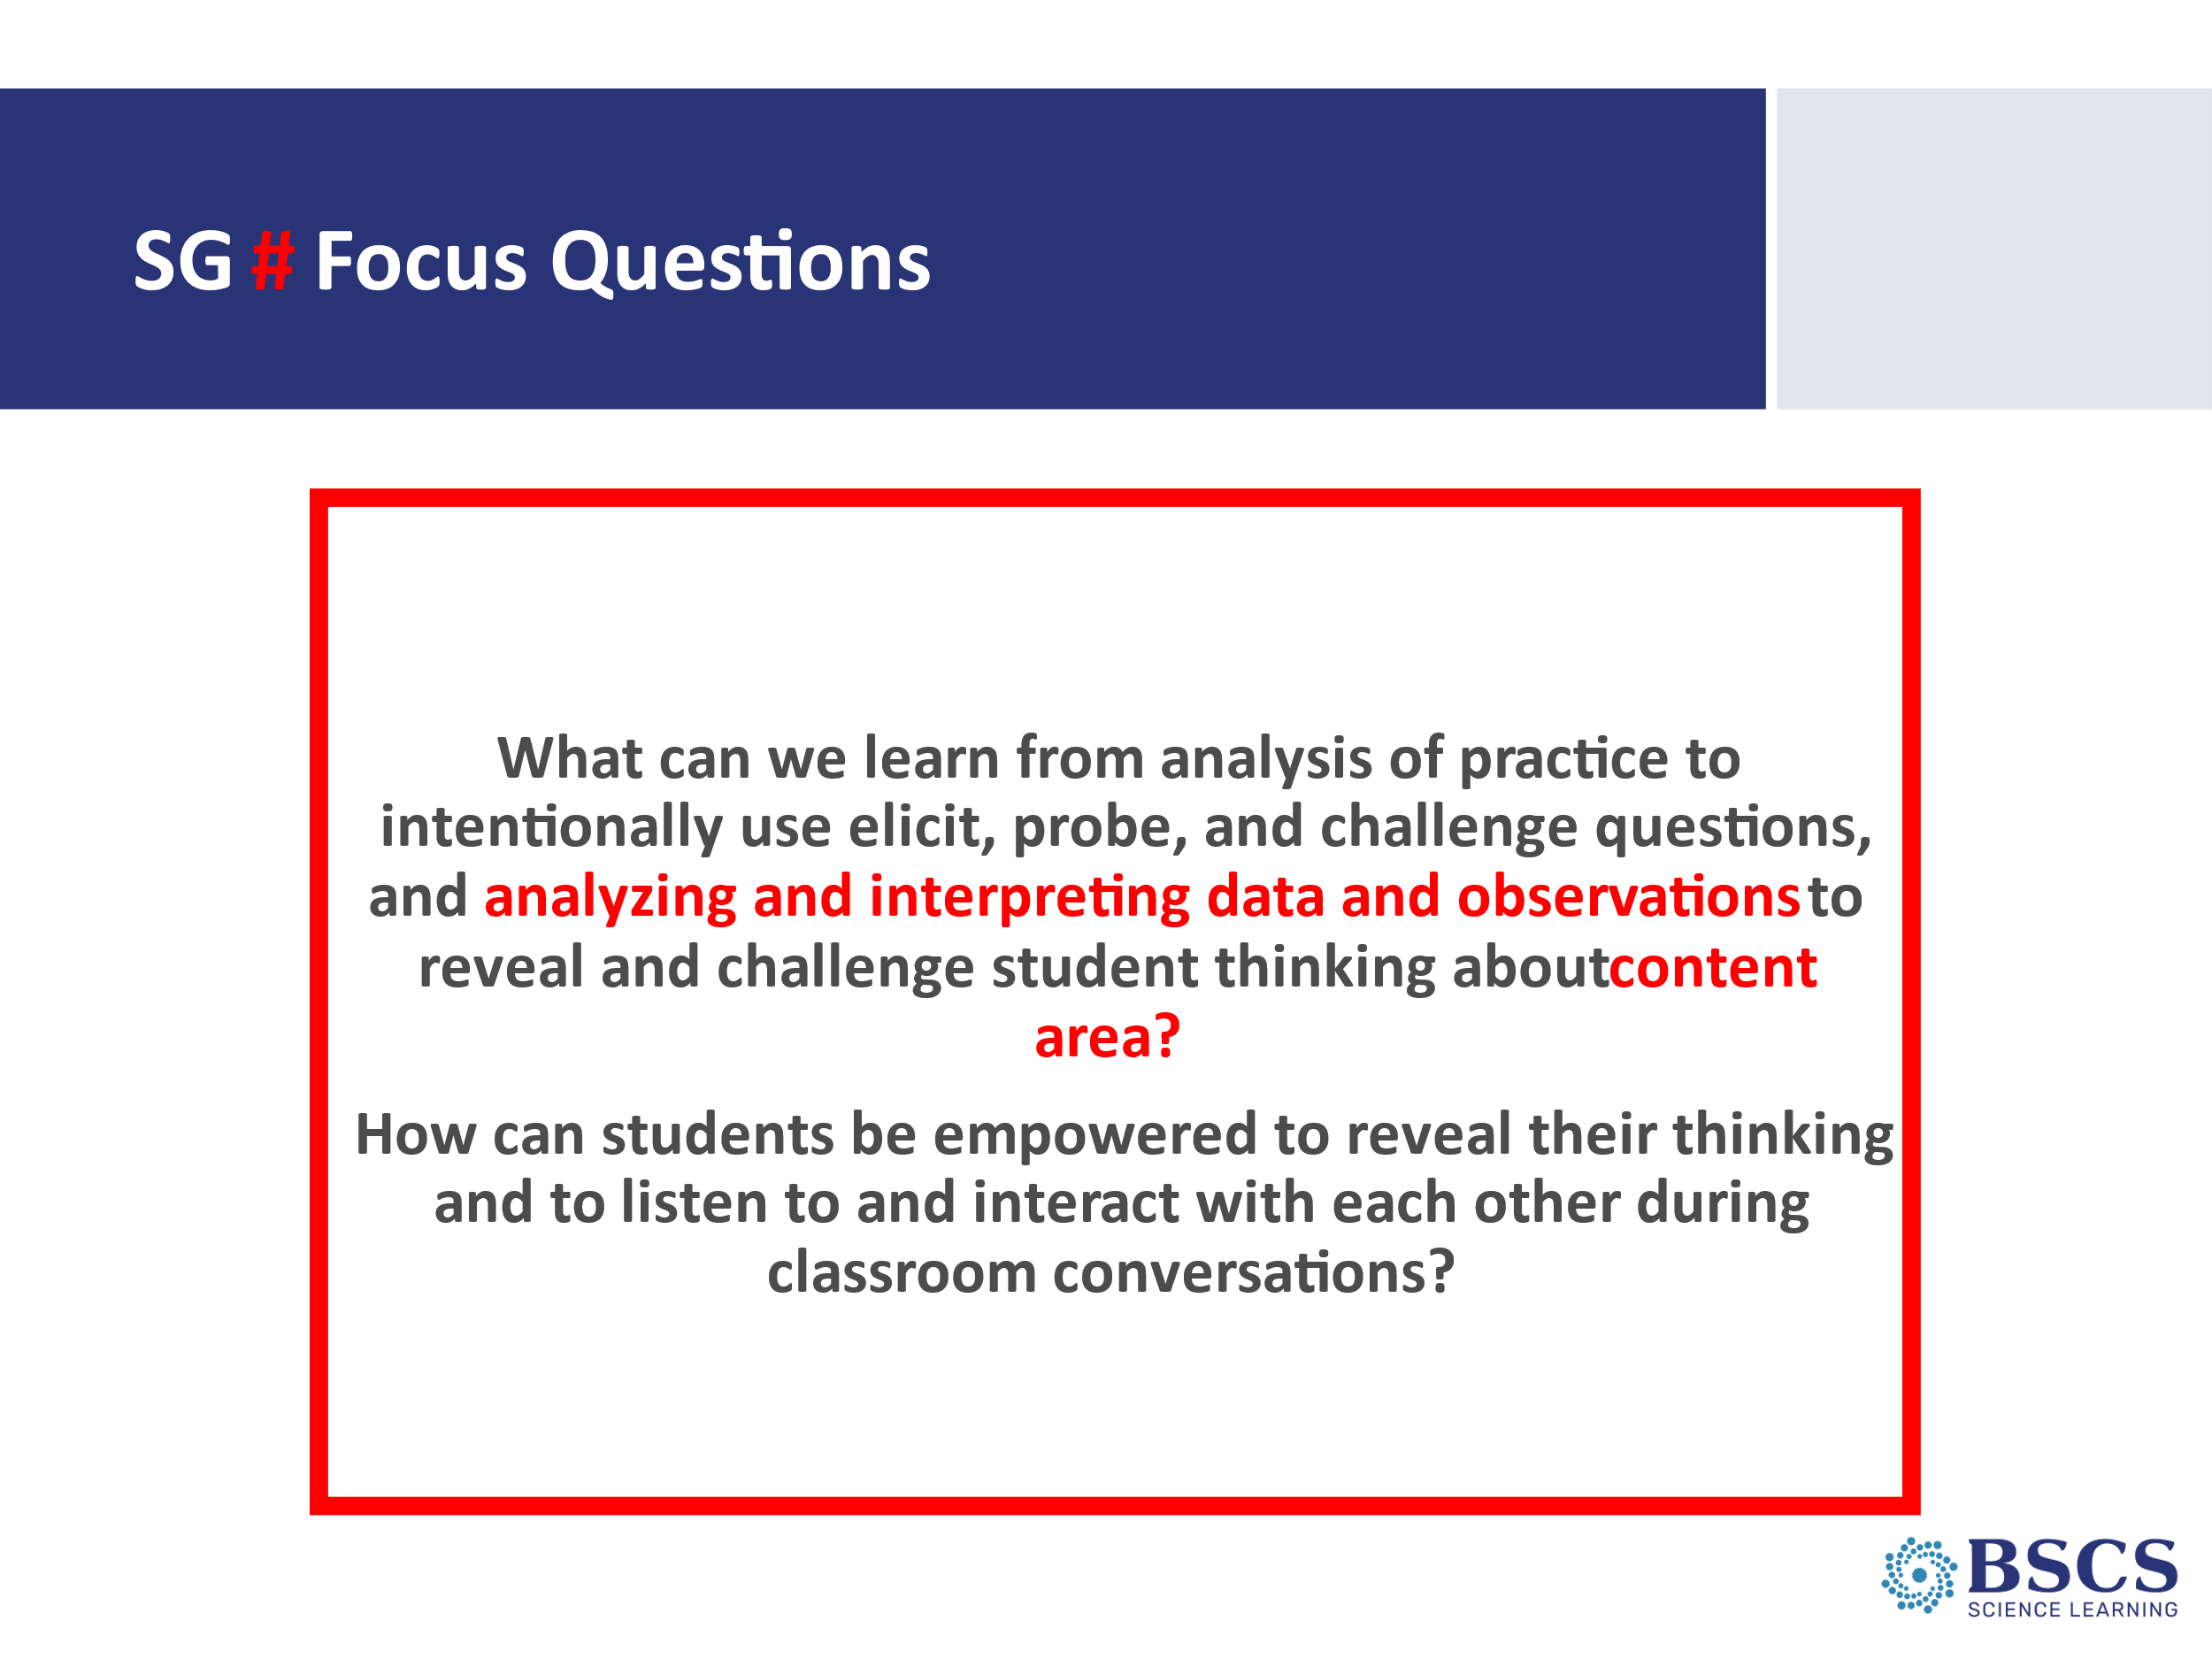 SG # Focus Questions
What can we learn from analysis of practice to
intentionally use elicit, probe, and challenge questions,
and analyzing and interpreting data and observations to
reveal and challenge student thinking aboutcontent
area?
How can students be empowered to reveal their thinking
and to listen to and interact with each other during
classroom conversations?
BSCS
SCIENCE LEARNING